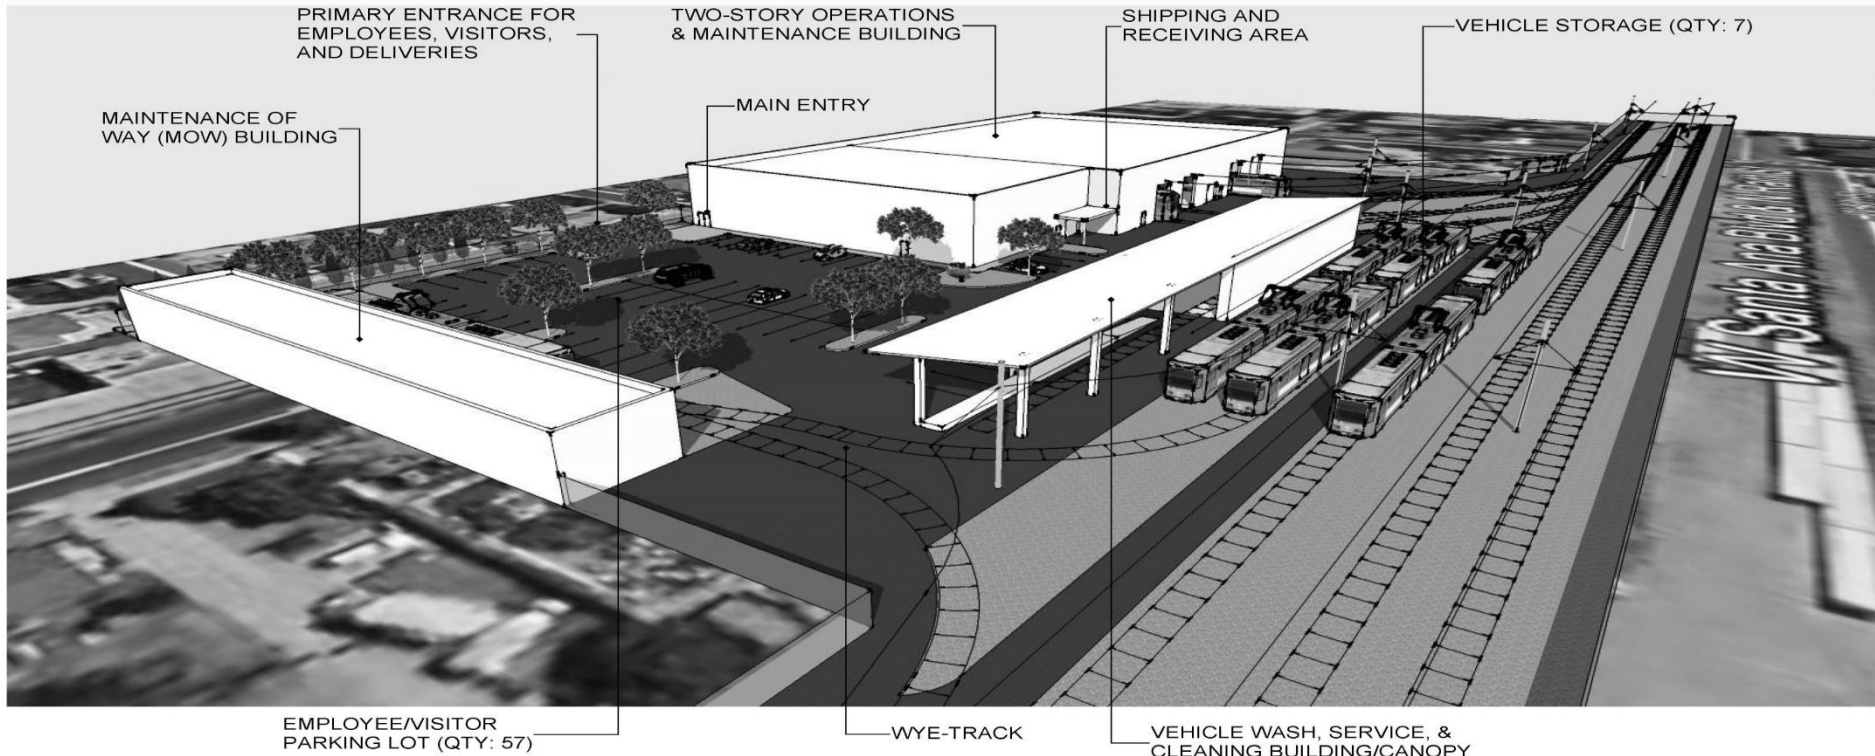 PRIMARY ENTRANCE FOR
EMPLOYEES, VISITORS,
AND DELIVERIES
TWO-STORY OPERATIONS
& MAINTENANCE BUILDING
SHIPPING AND
RECEIVING AREA
VEHICLE STORAGE (QTY: 7)
MAINTENANCE OF
WAY (MOW) BUILDING
MAIN ENTRY
W. Santa Ana Blvd
EMPLOYEE/VISITOR
PARKING LOT (QTY: 57)
WYE-TRACK
VEHICLE WASH, SERVICE, &
CLEANING BUILDING/CANOPY